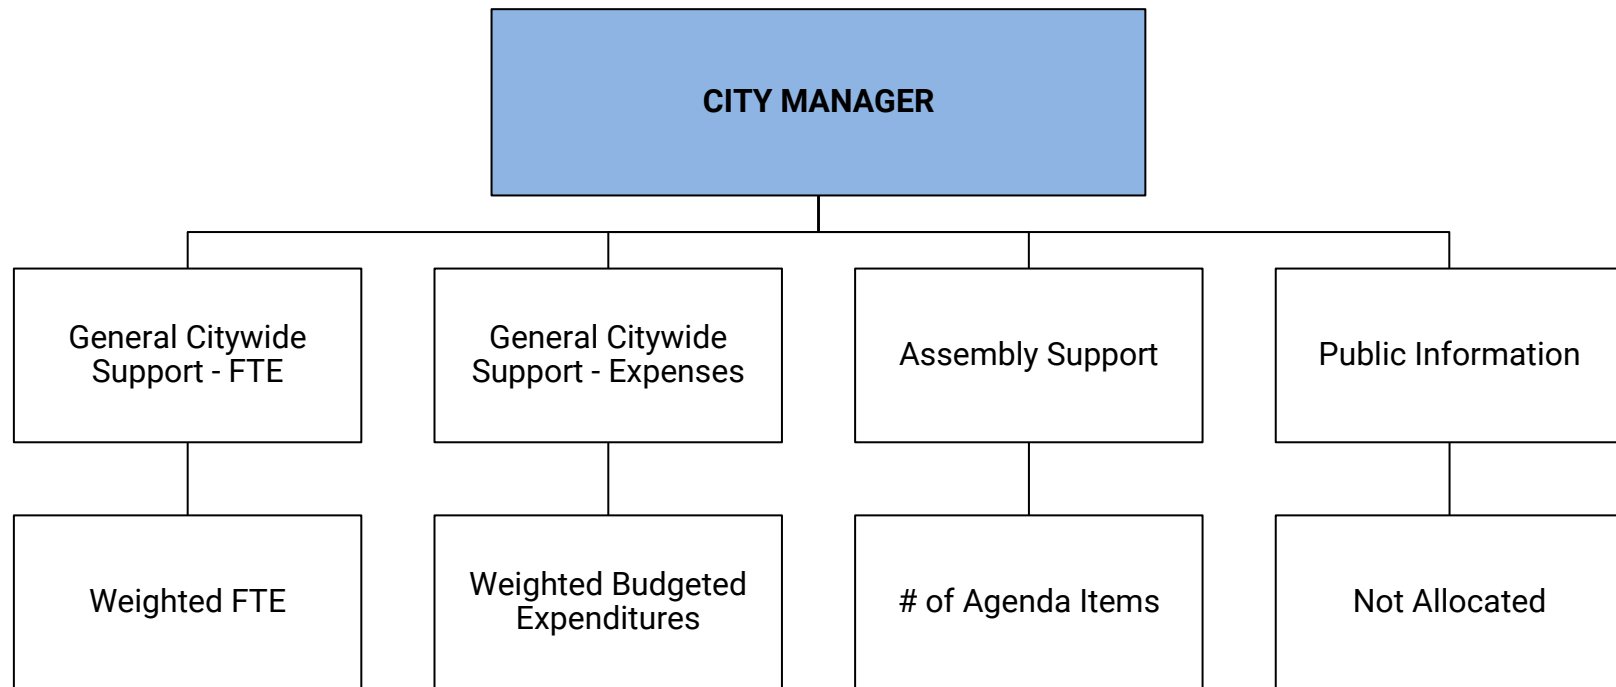 CITY MANAGER
General Citywide
Support - FTE
General Citywide
Support - Expenses
Assembly Support
Public Information
Weighted FTE
Weighted Budgeted
Expenditures
# of Agenda Items
Not Allocated